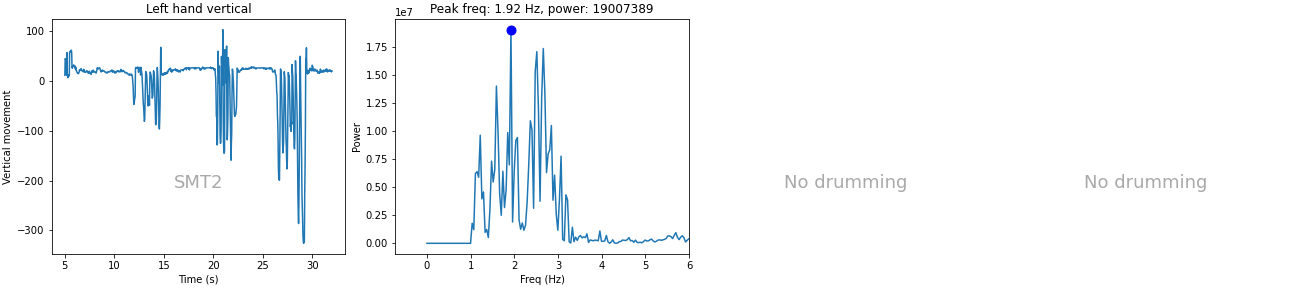 Left hand vertical
Vertical movement
100
0
−100
−200
−300
SMT2
5
10
15
20
25
30
Time (s)
Peak freq: 1.92 Hz, power: 19007389
1e7
Power
1.75
1.50
1.25
1.00
0.75
0.50
0.25
0.00
0
1
2
3
4
5
6
Freq (Hz)
No drumming
No drumming